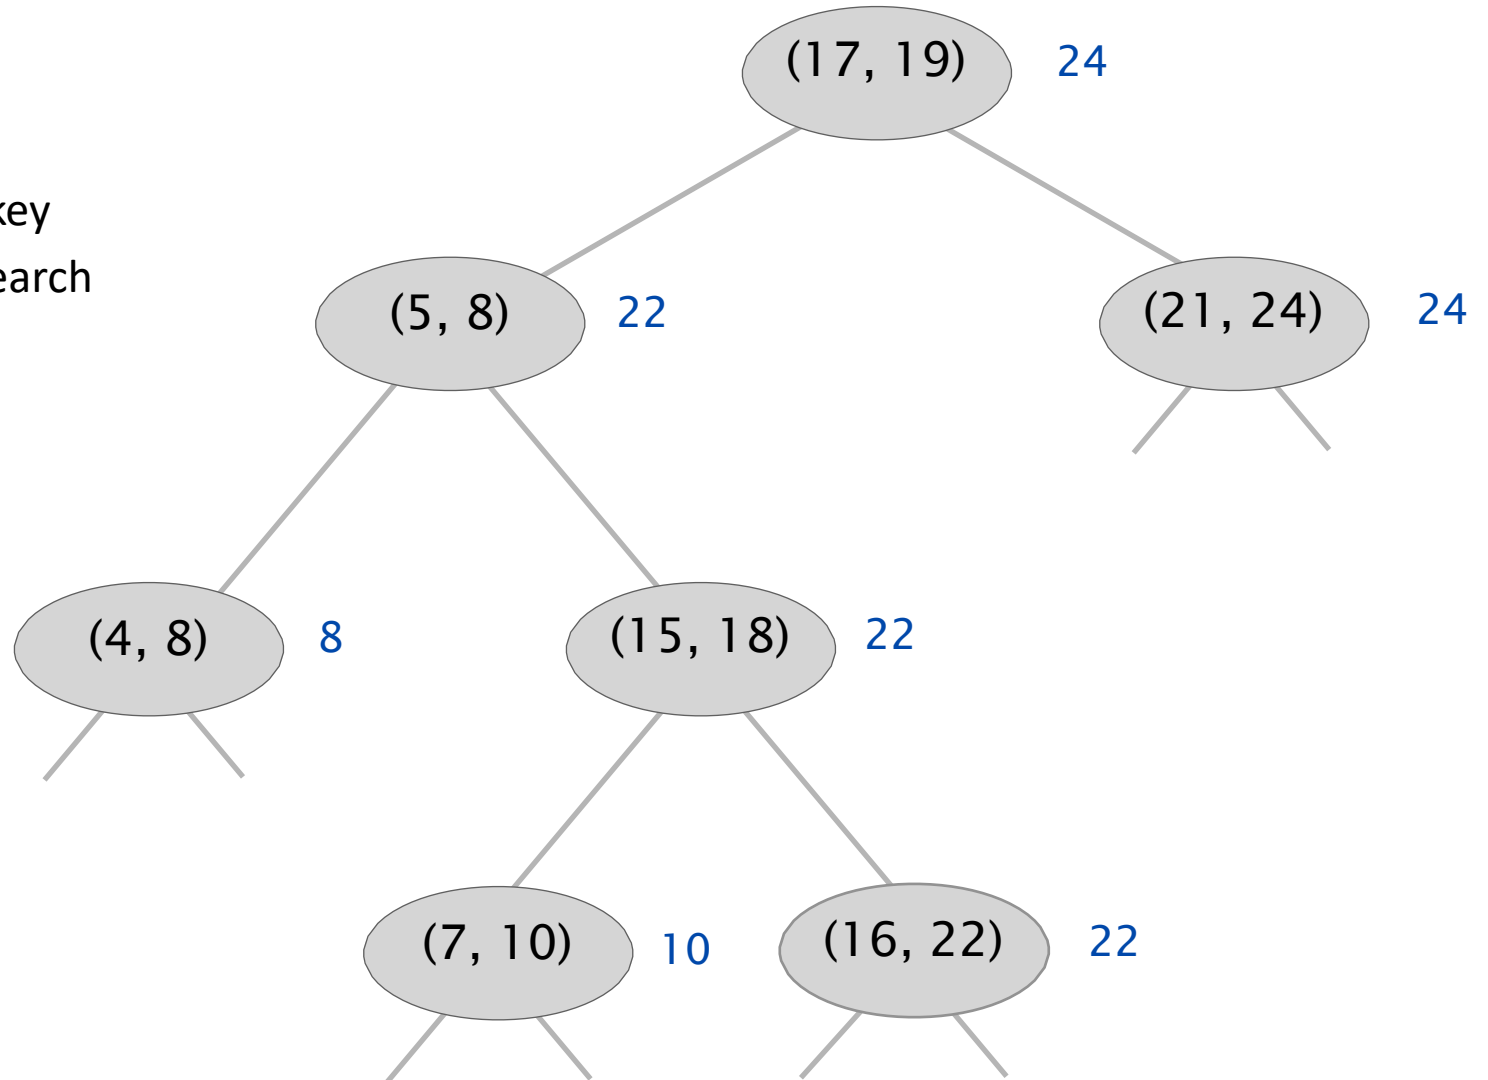 (17, 19) 24
key
earch
(5, 8) 22
(21, 24) 24
(4, 8) 8
(15, 18) 22
(7, 10) 10
(16, 22) 22